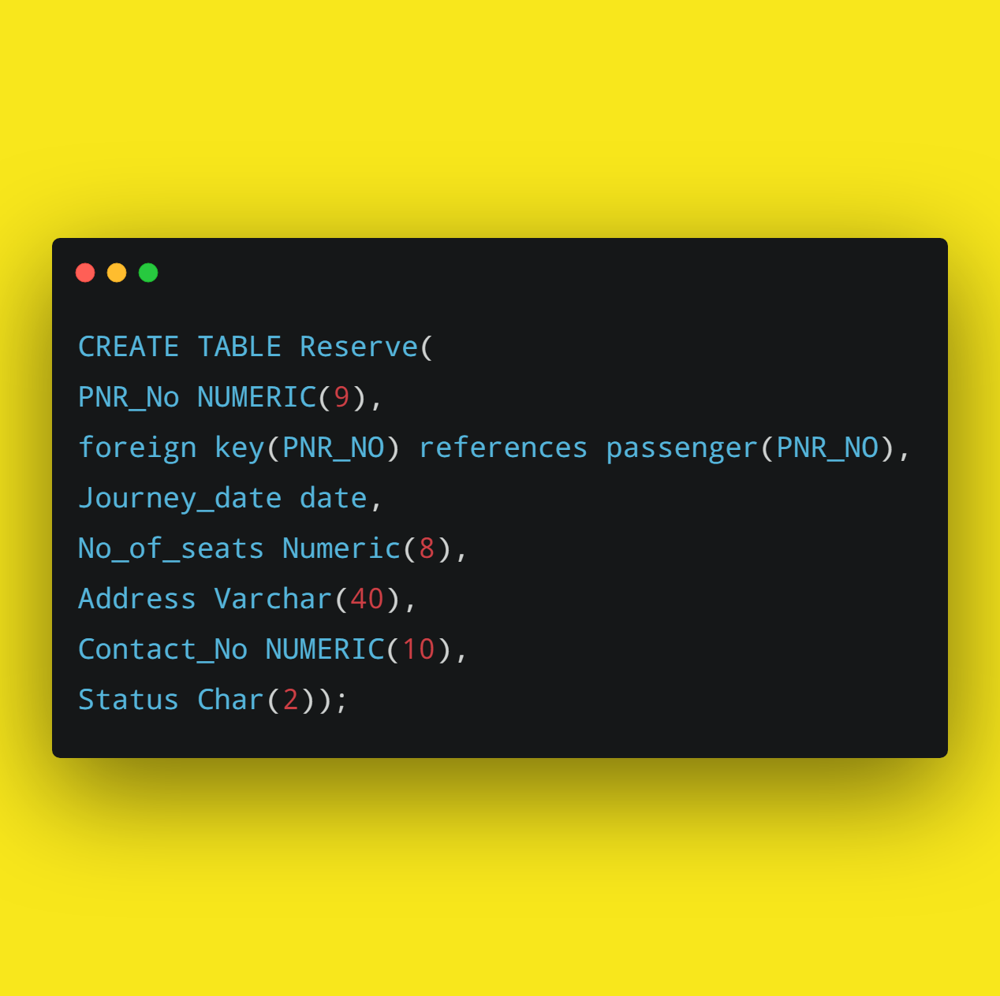 CREATE TABLE Reserve(
PNR_No NUMERIC(9),
foreign key(PNR_NO) references passenger(PNR_NO),
Journey_date date,
No_of_seats Numeric(8),
Address Varchar(40),
Contact_No NUMERIC(10),
Status Char(2));